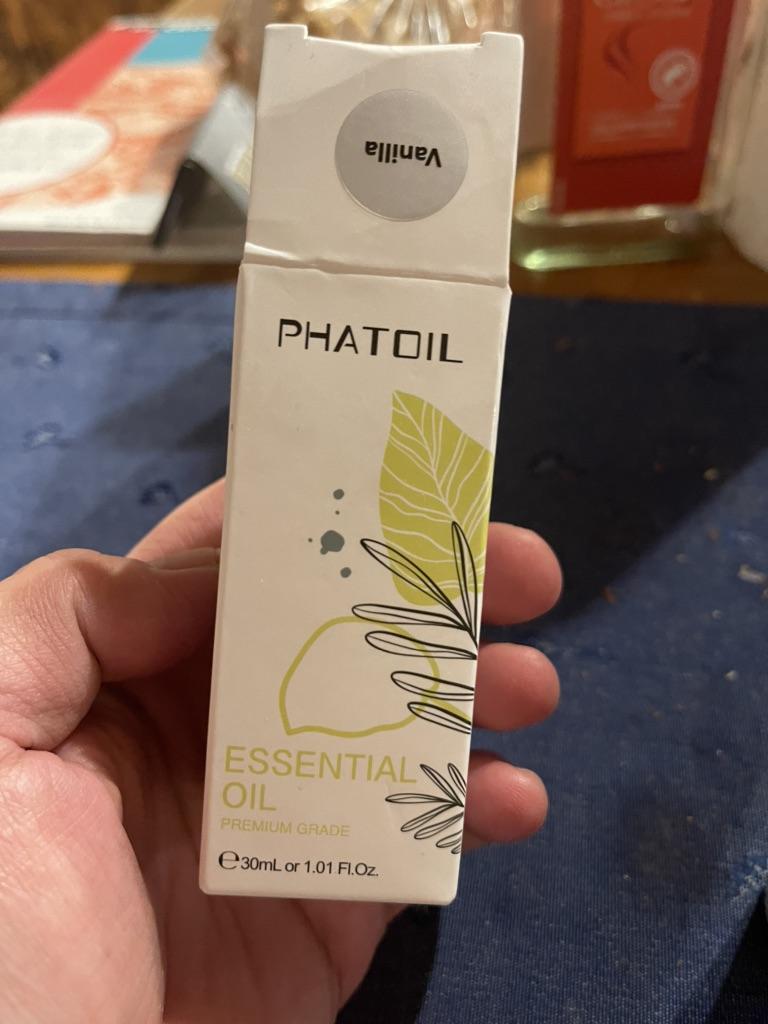 Vanilla
PHATOIL
ESSENTIAL
OIL
PREMIUM GRADE
℮30mL or 1.01 Fl.Oz.